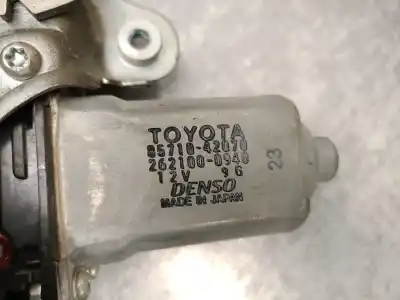 TOYOTA
85710-42070
262100-0940
12V 9G
DENSO
MADE IN JAPAN
23